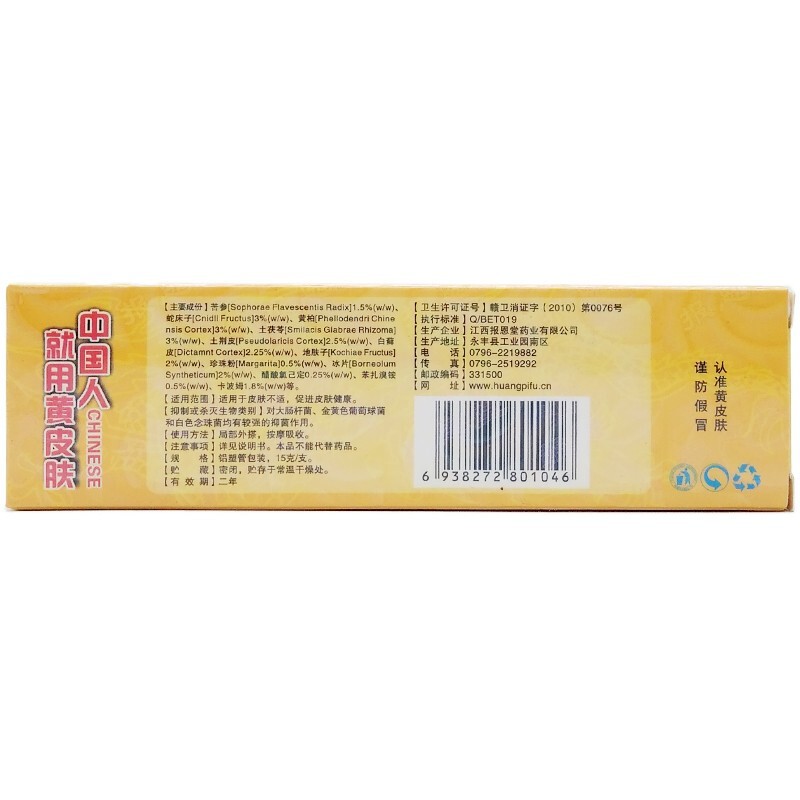 中国人
CHINESE
就用黄皮肤
【主要成份】苦参[Sophorae Flavescentis Radix]1.5%(w/w)、
蛇床子[Cnidll Fructus]3%(w/w)、黄柏[Phellodendri Chine
nsis Cortex]3%(w/w)、土茯苓[Smilacis Glabrae Rhizoma]
3%(w/w)、土荆皮[Pseudolaricis Cortex]2.5%(w/w)、白藓
皮[Dictamnt Cortex]2.25%(w/w)、地肤子[Kochiae Fructus]
2%(w/w)、珍珠粉[Margarita]0.5%(w/w)、冰片[Borneolum
Syntheticum]2%(w/w)、醋酸氯己定0.25%(w/w)、苯扎溴铵
0.5%(w/w)、卡波姆1.8%(w/w)等。
【适用范围】适用于皮肤不适，促进皮肤健康。
【抑制或杀灭生物类别】对大肠杆菌、金黄色葡萄球菌
和白色念珠菌均有较强的抑菌作用。
【使用方法】局部外搽，按摩吸收。
【注意事项】详见说明书。本品不能代替药品。
【规 格】铝塑管包装，15克/支。
【贮 藏】密闭，贮存于常温干燥处。
【有 效 期】二年
【卫生许可证号】赣卫消证字〔2010〕第0076号
【执行标准】Q/BET019
【生产企业】江西报恩堂药业有限公司
【生产地址】永丰县工业园南区
【电 话】0796-2219882
【传 真】0796-2519292
【邮政编码】331500
【网 址】www.huangpifu.cn
6 938272 801046
认准黄皮肤
谨防假冒